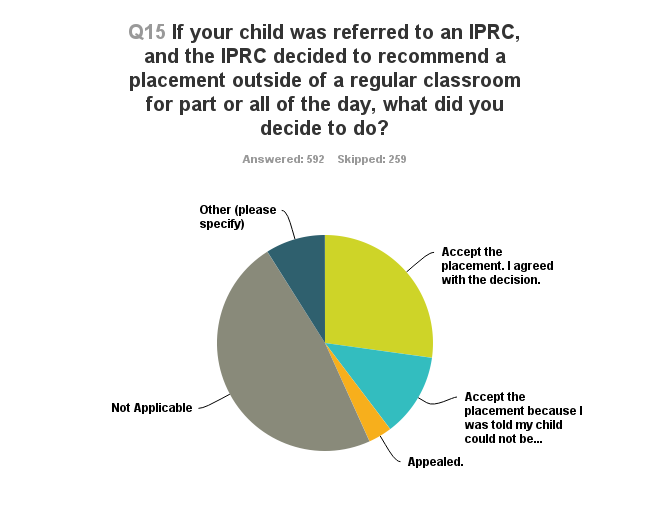 Q15 If your child was referred to an IPRC,
and the IPRC decided to recommend a
placement outside of a regular classroom
for part or all of the day, what did you
decide to do?
Answered: 592 Skipped: 259
Other (please
specify)
Accept the
placement. I agreed
with the decision.
Accept the
placement because I
was told my child
could not be...
Not Applicable
Appealed.